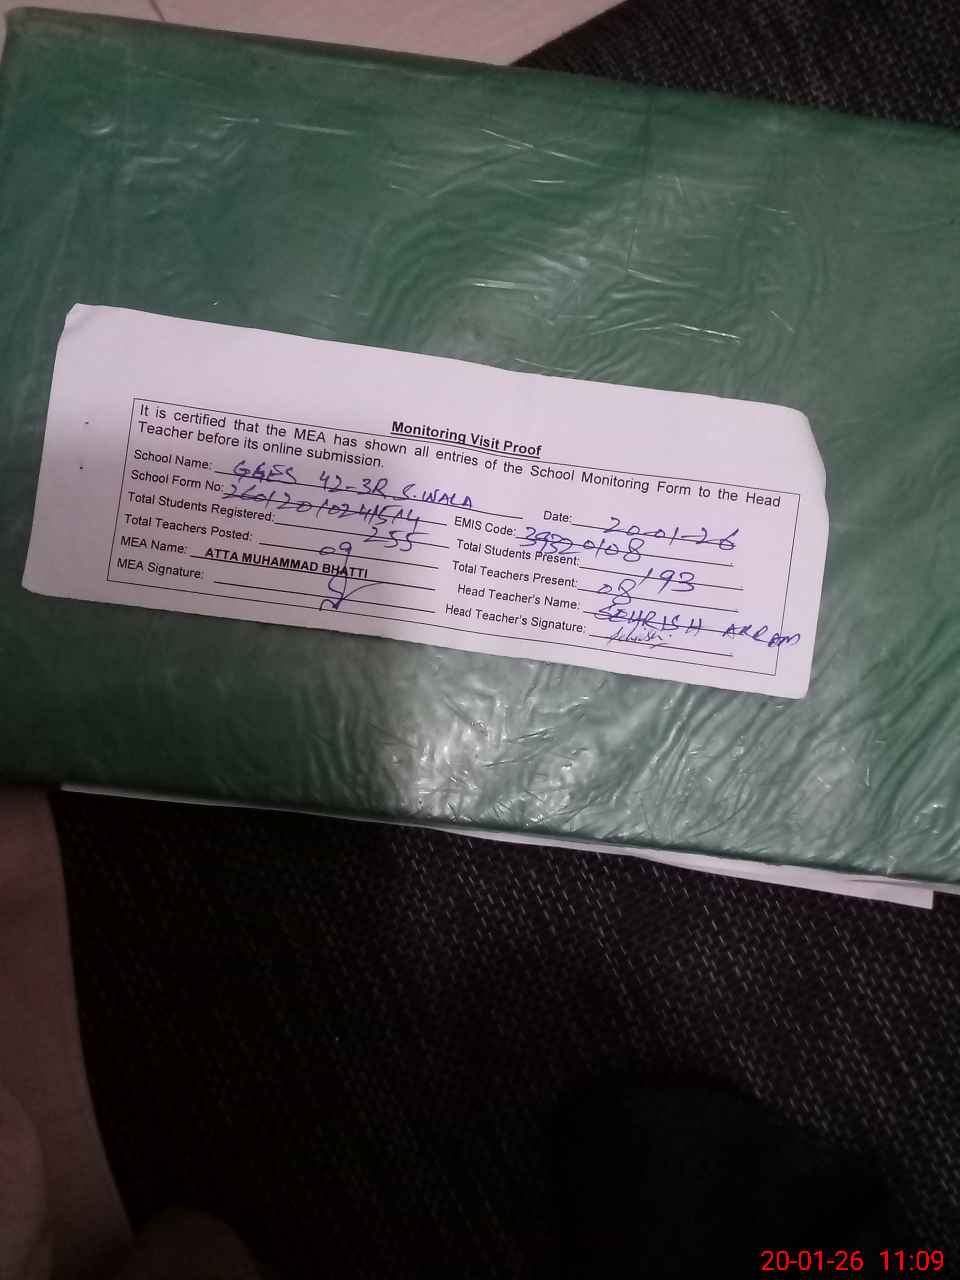 Monitoring Visit Proof
It is certified that the MEA has shown all entries of the School Monitoring Form to the Head
Teacher before its online submission.
School Name: GGES 42-3R S. WALA Date: 20-01-26
School Form No: EMIS Code:
Total Students Registered: 255 Total Students Present: 193
Total Teachers Posted: 09 Total Teachers Present: 08
MEA Name: ATTA MUHAMMAD BHATTI Head Teacher's Name: SEHRISH AKRAM
MEA Signature: Head Teacher's Signature:
20-01-26 11:09